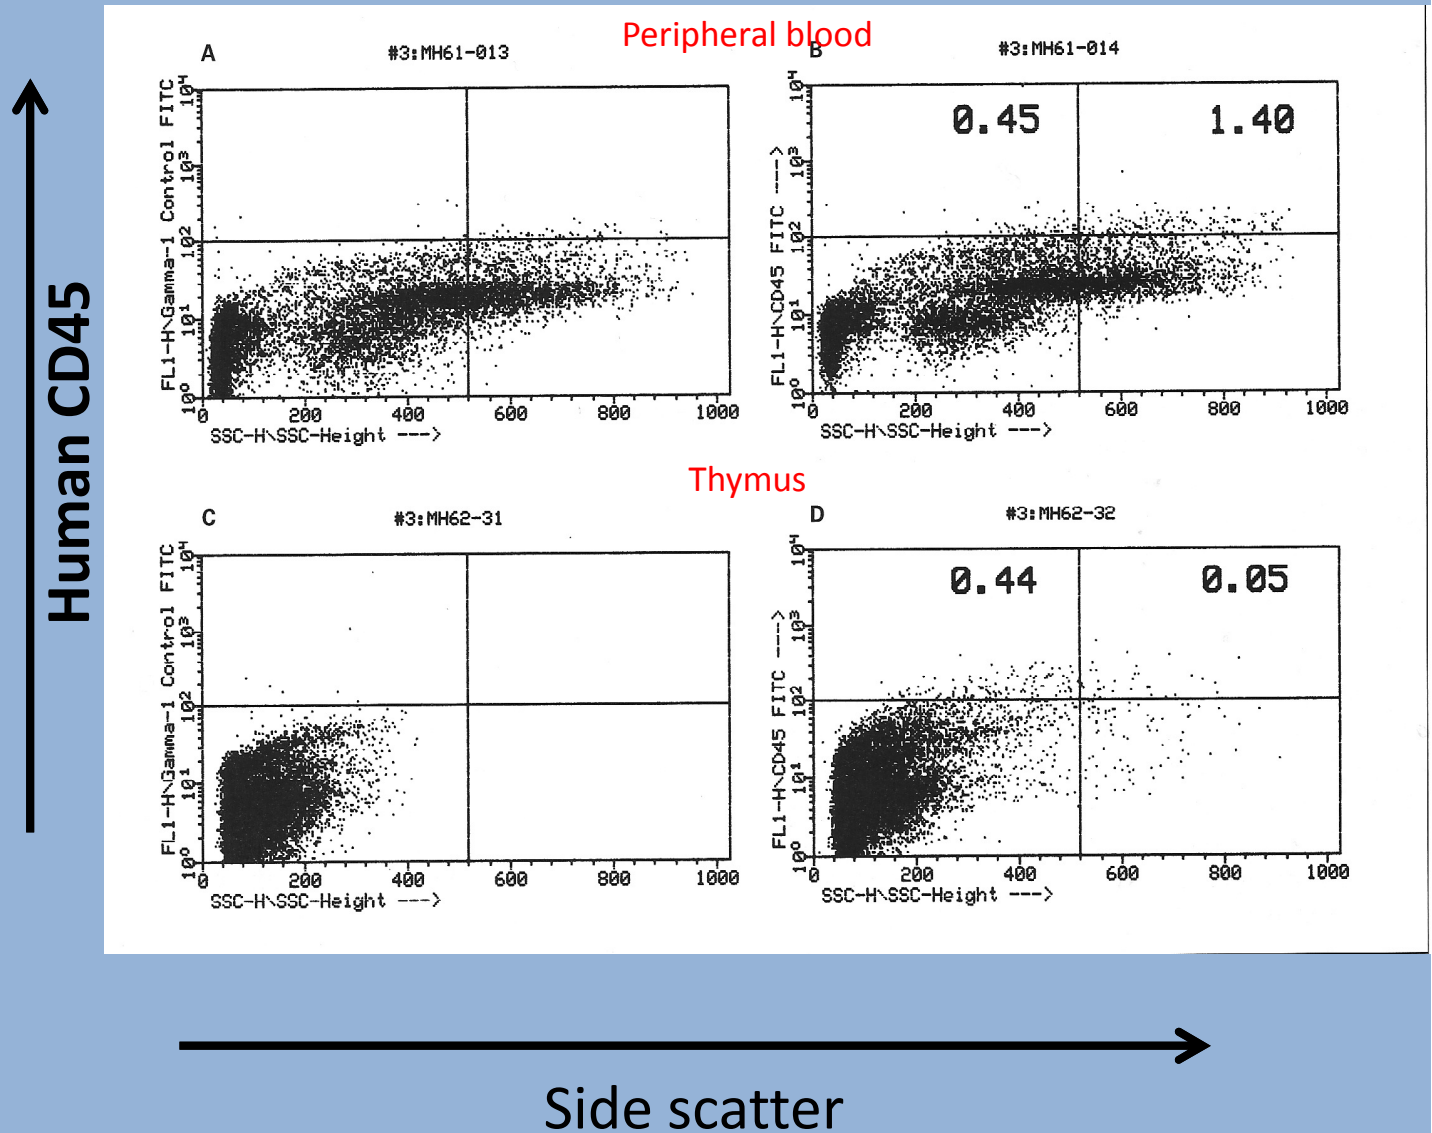 Peripheral blood
A
#3:MH61-013
FL1-H\Gamma-1 Control FITC
10⁴
10³
10²
10¹
10⁰
0 200 400 600 800 1000
SSC-H\SSC-Height --->
B
#3:MH61-014
0.45 1.40
FL1-H\CD45 FITC --->
10⁴
10³
10²
10¹
10⁰
0 200 400 600 800 1000
SSC-H\SSC-Height --->
Human CD45
Thymus
C
#3:MH62-31
FL1-H\Gamma-1 Control FITC
10⁴
10³
10²
10¹
10⁰
0 200 400 600 800 1000
SSC-H\SSC-Height --->
D
#3:MH62-32
0.44 0.05
FL1-H\CD45 FITC --->
10⁴
10³
10²
10¹
10⁰
0 200 400 600 800 1000
SSC-H\SSC-Height --->
Side scatter